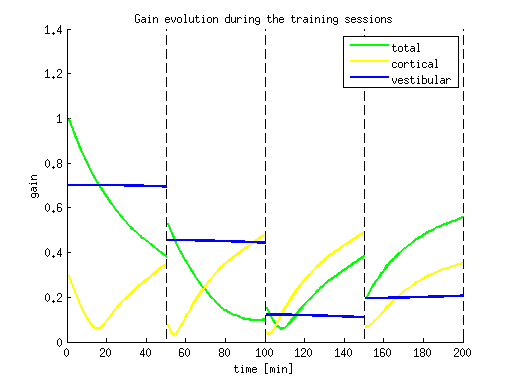 Gain evolution during the training sessions
1.4
1.2
1
0.8
0.6
0.4
0.2
0
gain
total
cortical
vestibular
0 20 40 60 80 100 120 140 160 180 200
time [min]